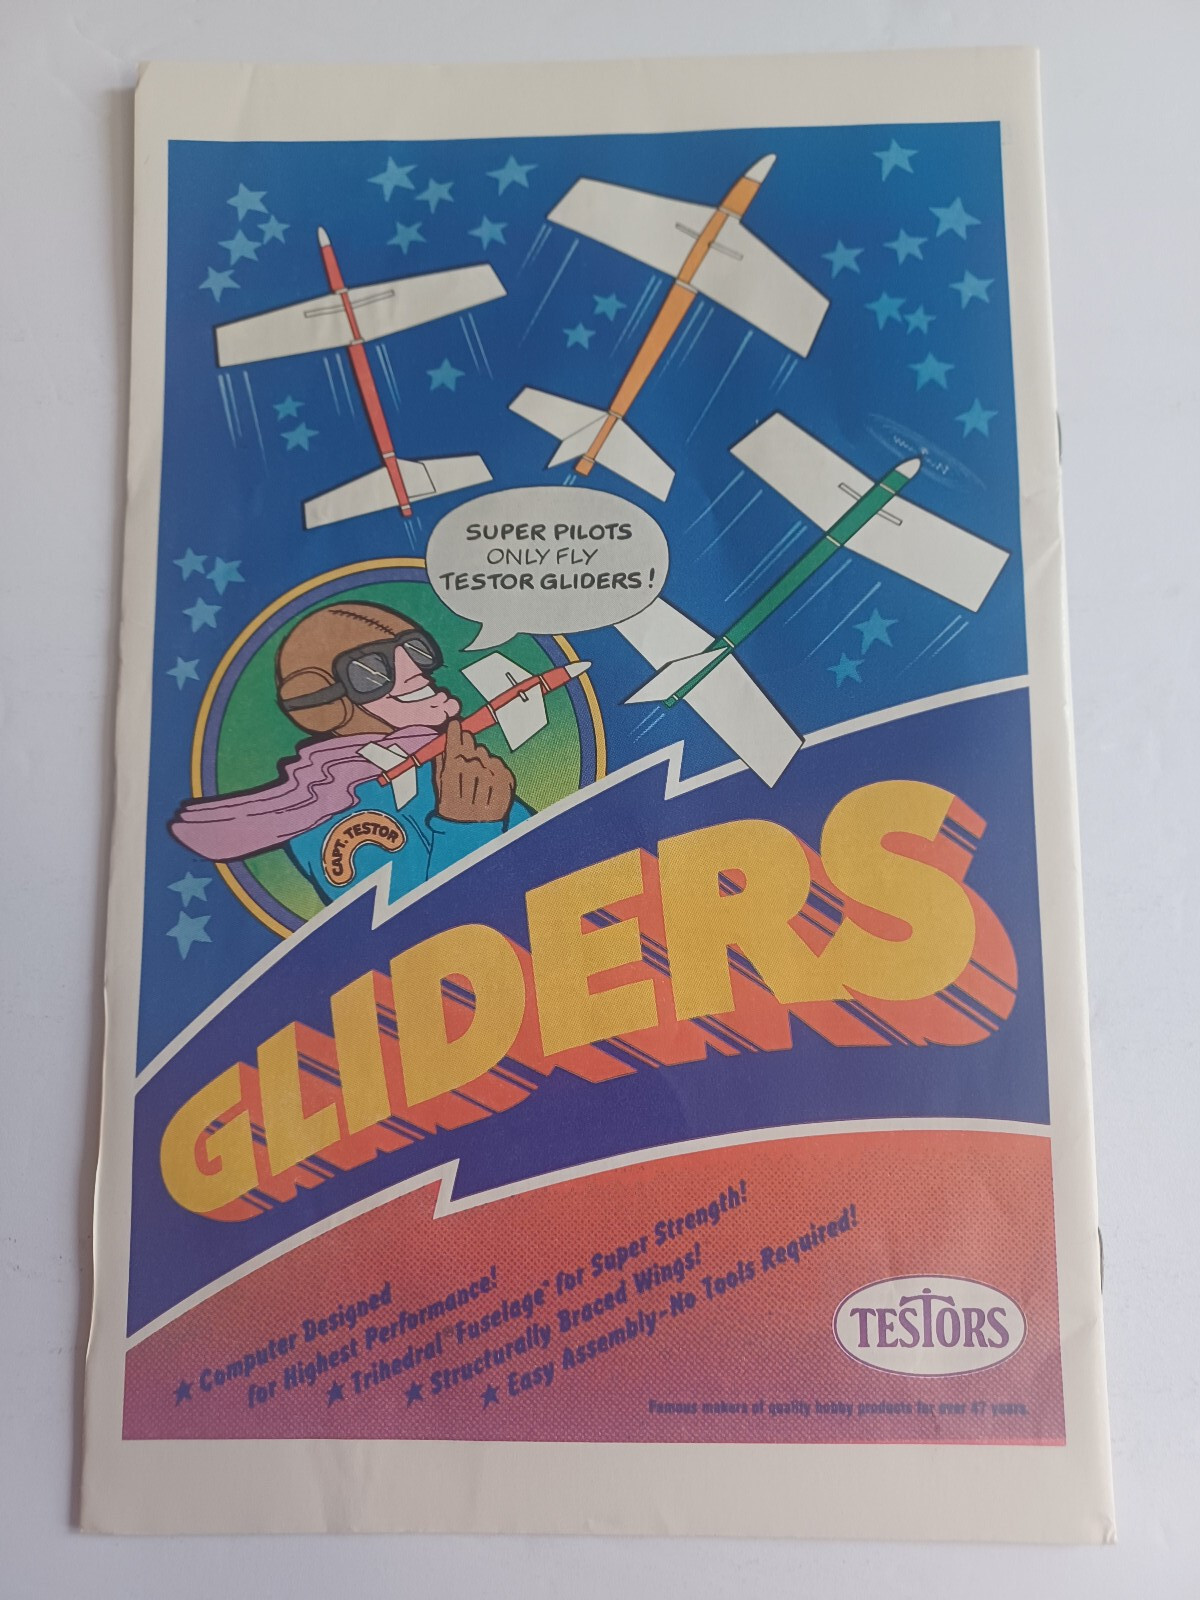 SUPER PILOTS
ONLY FLY
TESTOR GLIDERS!
CAPT. TESTOR
GLIDERS
★ Computer Designed
for Highest Performance!
★ Trihedral® Fuselage for Super Strength!
★ Structurally Braced Wings!
★ Easy Assembly-No Tools Required!
TESTORS
Famous makers of quality hobby products for over 47 years.